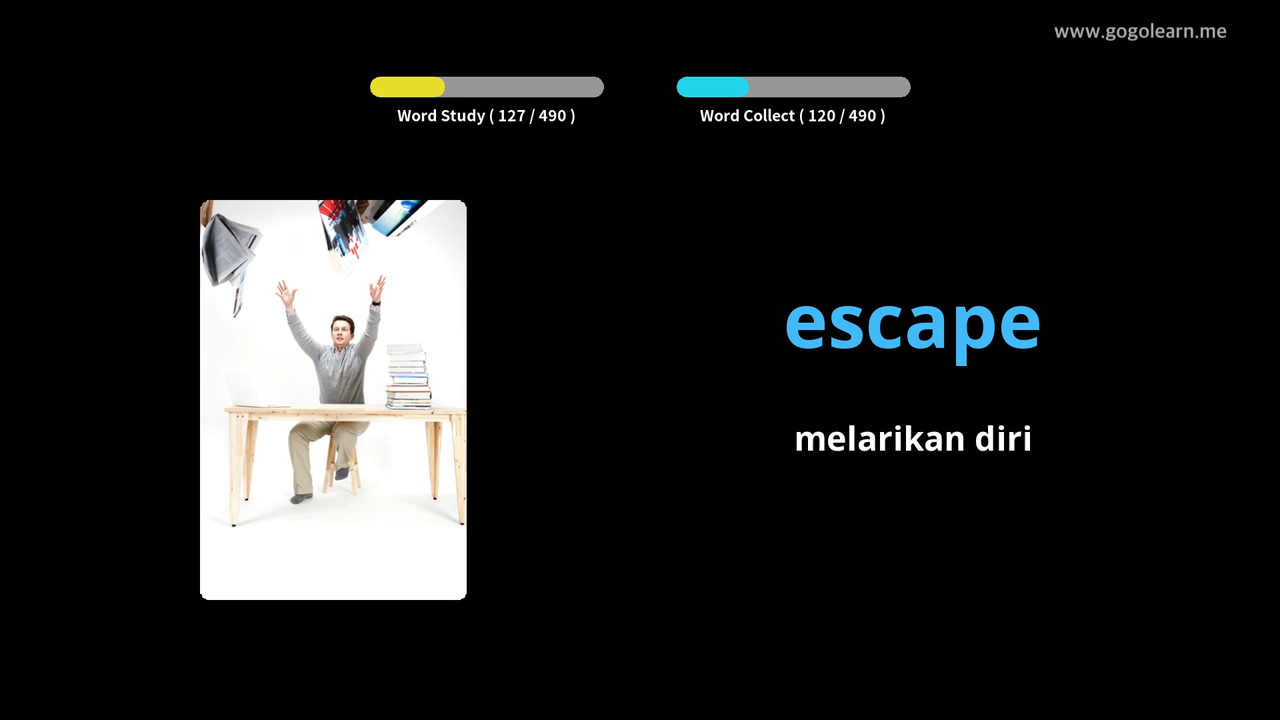 www.gogolearn.me
Word Study ( 127 / 490 )
Word Collect ( 120 / 490 )
escape
melarikan diri